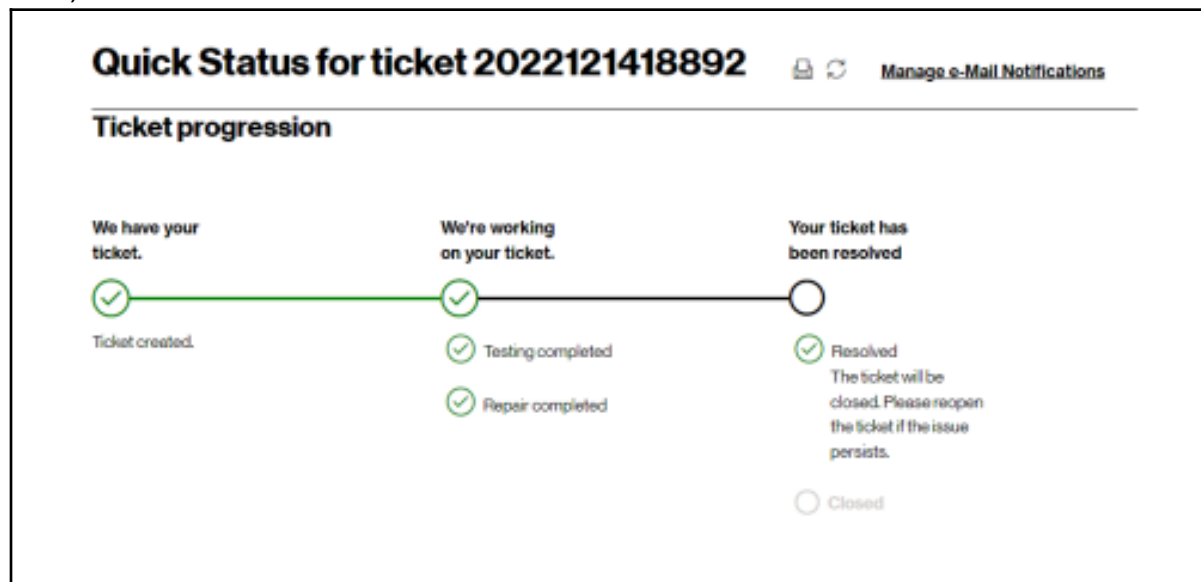 Quick Status for ticket 2022121418892
Manage e-Mail Notifications
Ticket progression
We have your
ticket.
Ticket created.
We're working
on your ticket.
Testing completed
Repair completed
Your ticket has
been resolved
Resolved
The ticket will be
closed. Please reopen
the ticket if the issue
persists.
Closed